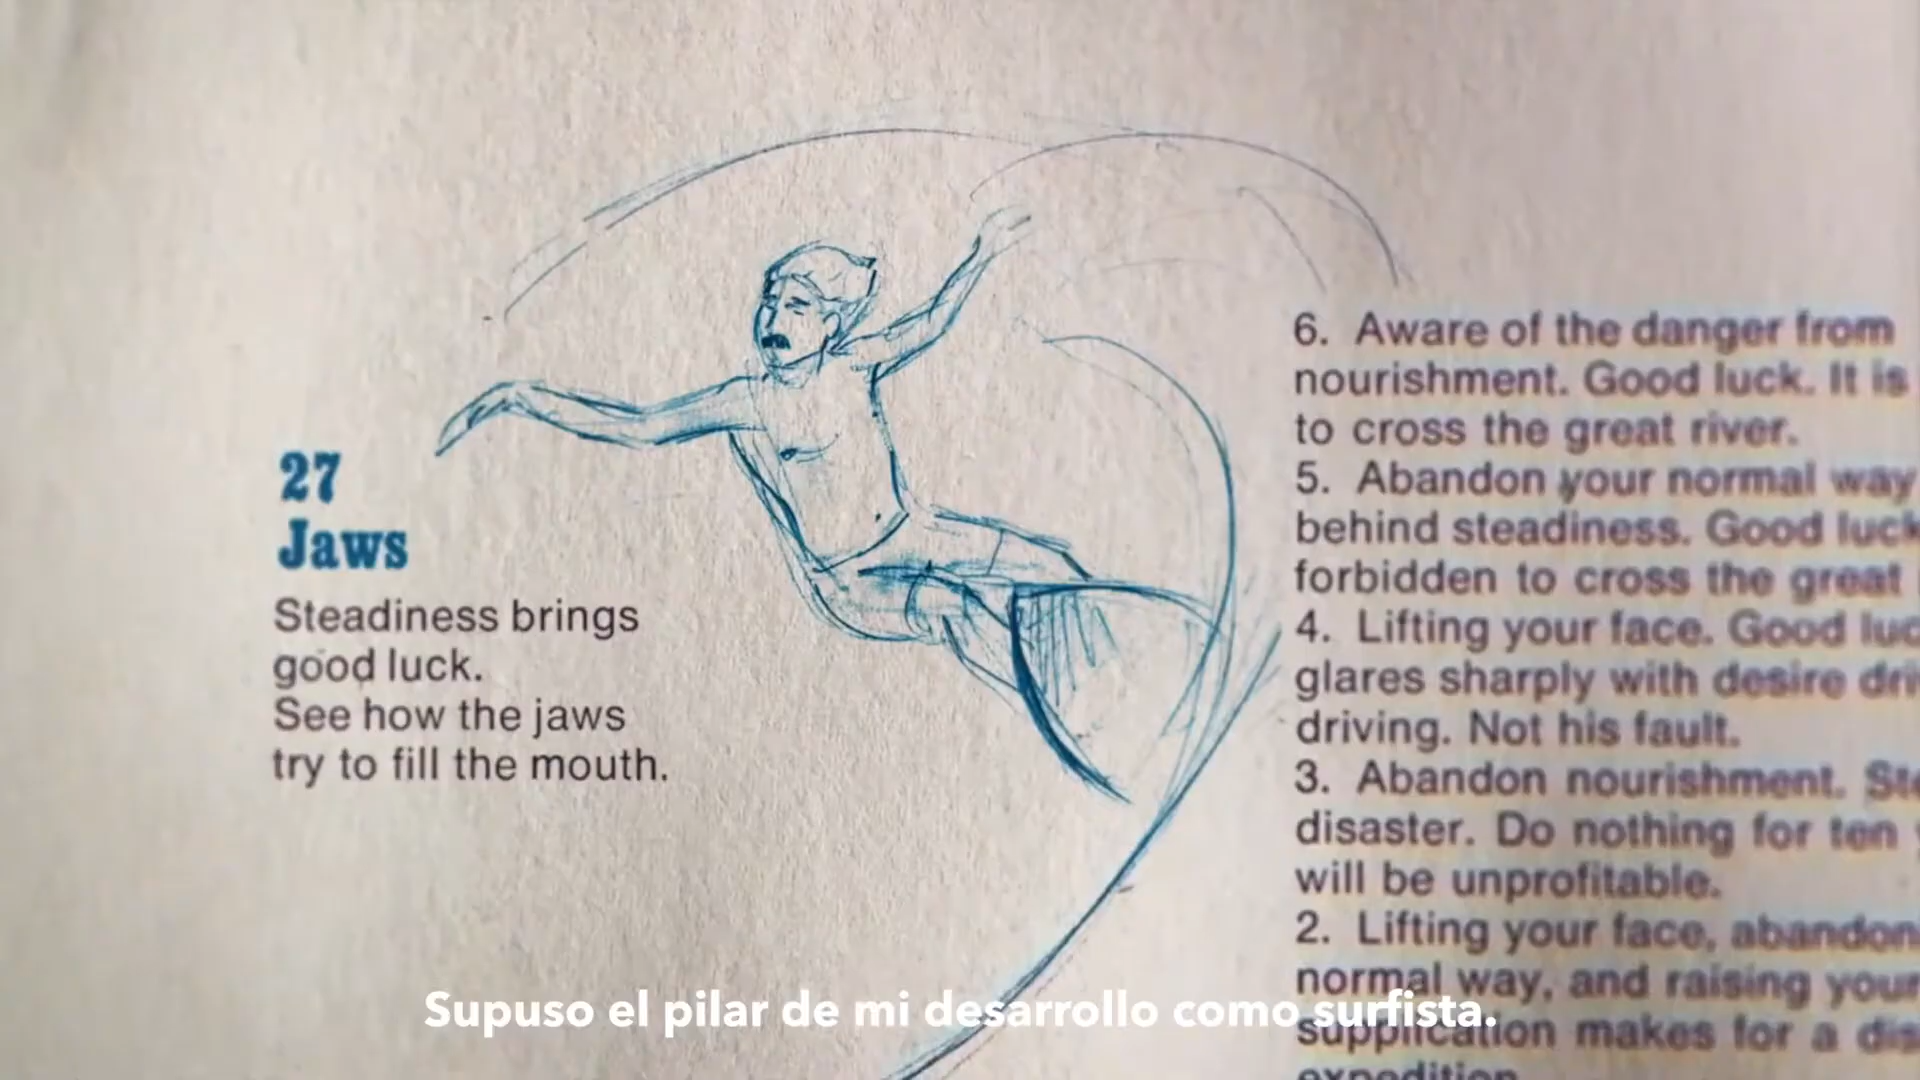 27
Jaws
Steadiness brings
good luck.
See how the jaws
try to fill the mouth.
6. Aware of the danger from
nourishment. Good luck. It is
to cross the great river.
5. Abandon your normal way
behind steadiness. Good luck
forbidden to cross the great
4. Lifting your face. Good luc
glares sharply with desire dri
driving. Not his fault.
3. Abandon nourishment. Ste
disaster. Do nothing for ten
will be unprofitable.
2. Lifting your face, abandon
normal way, and raising your
supplication makes for a dis
expedition
Supuso el pilar de mi desarrollo como surfista.